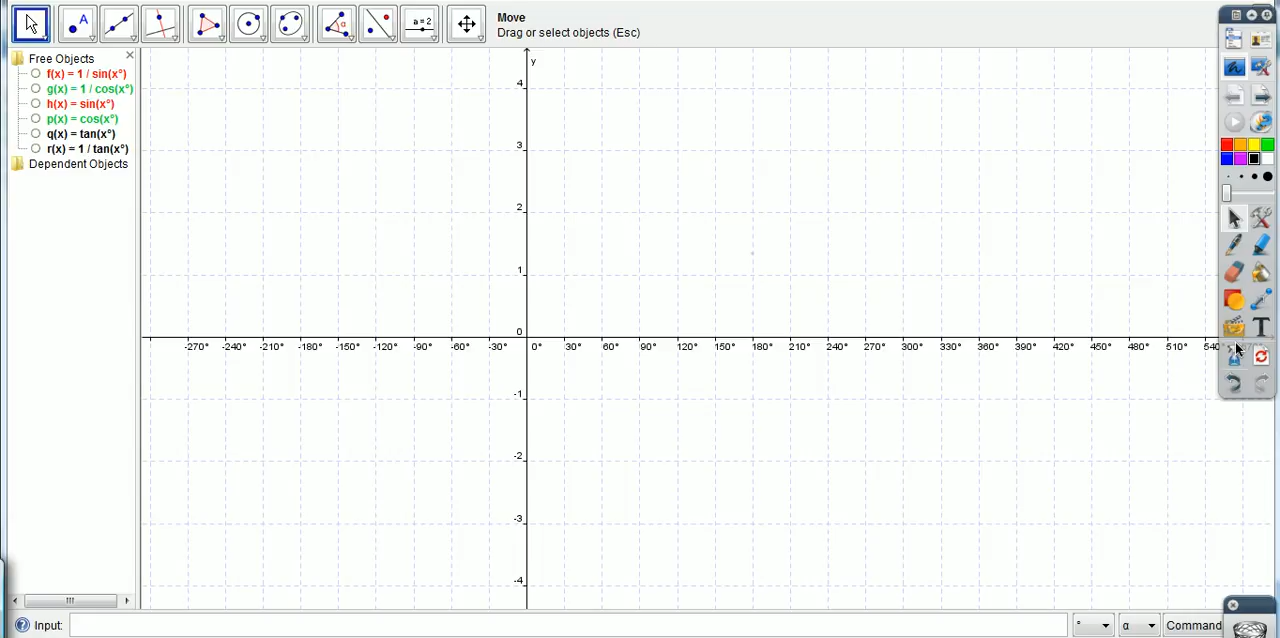 Move
Drag or select objects (Esc)
A
α
a = 2
Free Objects
f(x) = 1 / sin(x°)
g(x) = 1 / cos(x°)
h(x) = sin(x°)
p(x) = cos(x°)
q(x) = tan(x°)
r(x) = 1 / tan(x°)
Dependent Objects
y
4
3
2
1
0
-270° -240° -210° -180° -150° -120° -90° -60° -30° 0° 30° 60° 90° 120° 150° 180° 210° 240° 270° 300° 330° 360° 390° 420° 450° 480° 510° 540°
-1
-2
-3
-4
T
Input:
°
α
Command